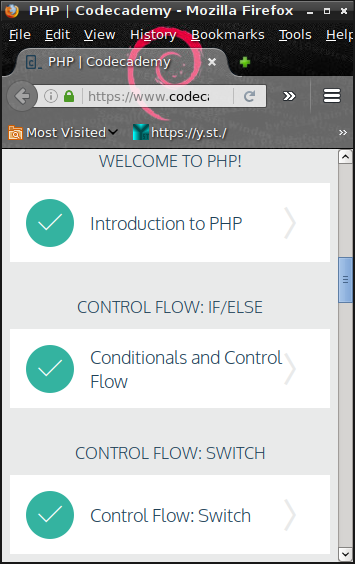 PHP | Codecademy - Mozilla Firefox
File Edit View History Bookmarks Tools Help
PHP | Codecademy
https://www.codeca
Most Visited https://y.st./
WELCOME TO PHP!
Introduction to PHP
CONTROL FLOW: IF/ELSE
Conditionals and Control
Flow
CONTROL FLOW: SWITCH
Control Flow: Switch